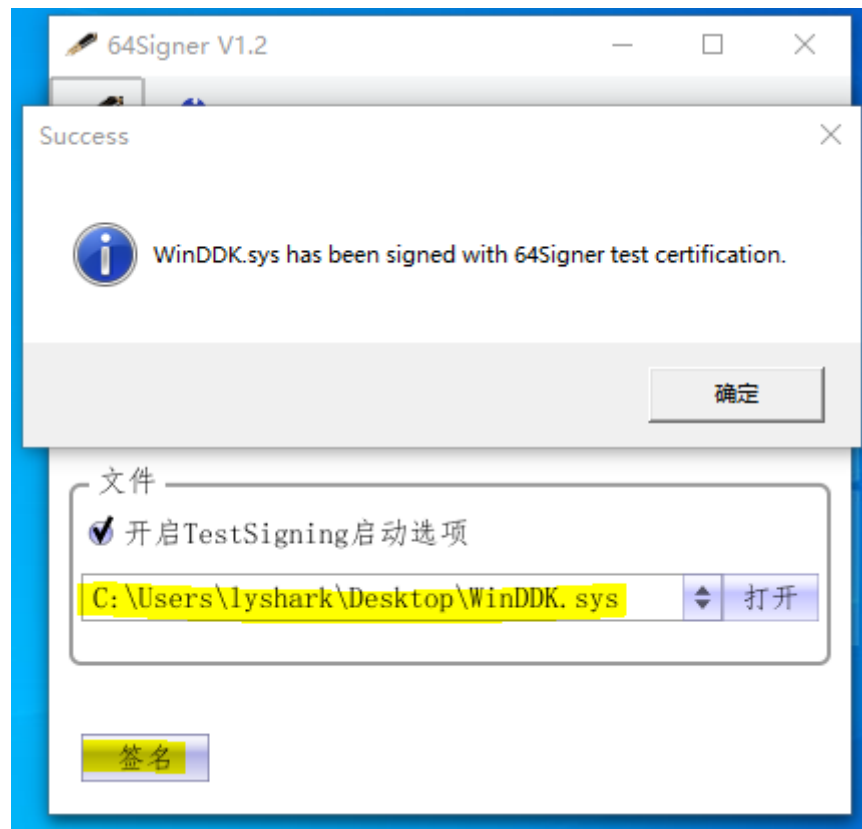 64Signer V1.2
Success
WinDDK.sys has been signed with 64Signer test certification.
确定
文件
开启TestSigning启动选项
C:\Users\lyshark\Desktop\WinDDK.sys
打开
签名